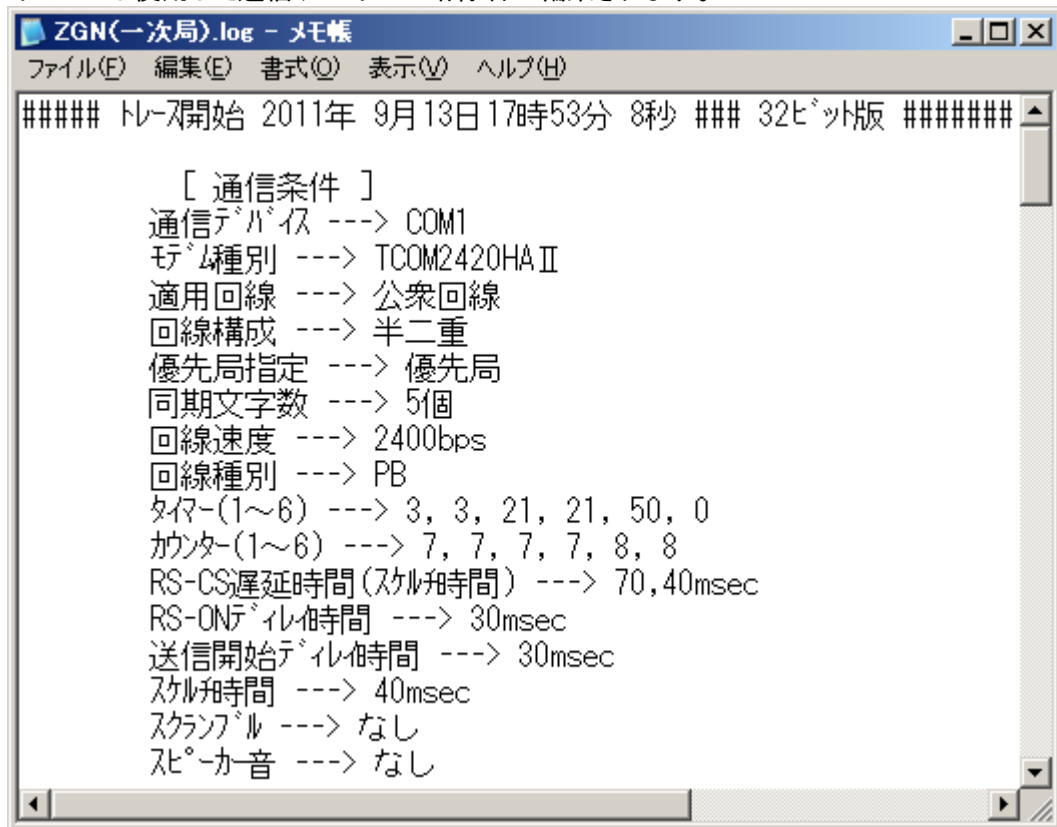 ZGN(一次局).log - メモ帳
ファイル(F) 編集(E) 書式(O) 表示(V) ヘルプ(H)
##### ﾄﾚｰｽ開始 2011年 9月13日17時53分 8秒 ### 32ﾋﾞｯﾄ版 #######
[ 通信条件 ]
通信ﾃﾞﾊﾞｲｽ ---> COM1
ﾓﾃﾞﾑ種別 ---> TCOM2420HAⅡ
適用回線 ---> 公衆回線
回線構成 ---> 半二重
優先局指定 ---> 優先局
同期文字数 ---> 5個
回線速度 ---> 2400bps
回線種別 ---> PB
ﾀｲﾏｰ(1～6) ---> 3, 3, 21, 21, 50, 0
ｶｳﾝﾀｰ(1～6) ---> 7, 7, 7, 7, 8, 8
RS-CS遅延時間(ｽｹﾙﾁ時間) ---> 70,40msec
RS-ONﾃﾞｨﾚｲ時間 ---> 30msec
送信開始ﾃﾞｨﾚｲ時間 ---> 30msec
ｽｹﾙﾁ時間 ---> 40msec
ｽｸﾗﾝﾌﾞﾙ ---> なし
ｽﾋﾟｰｶｰ音 ---> なし